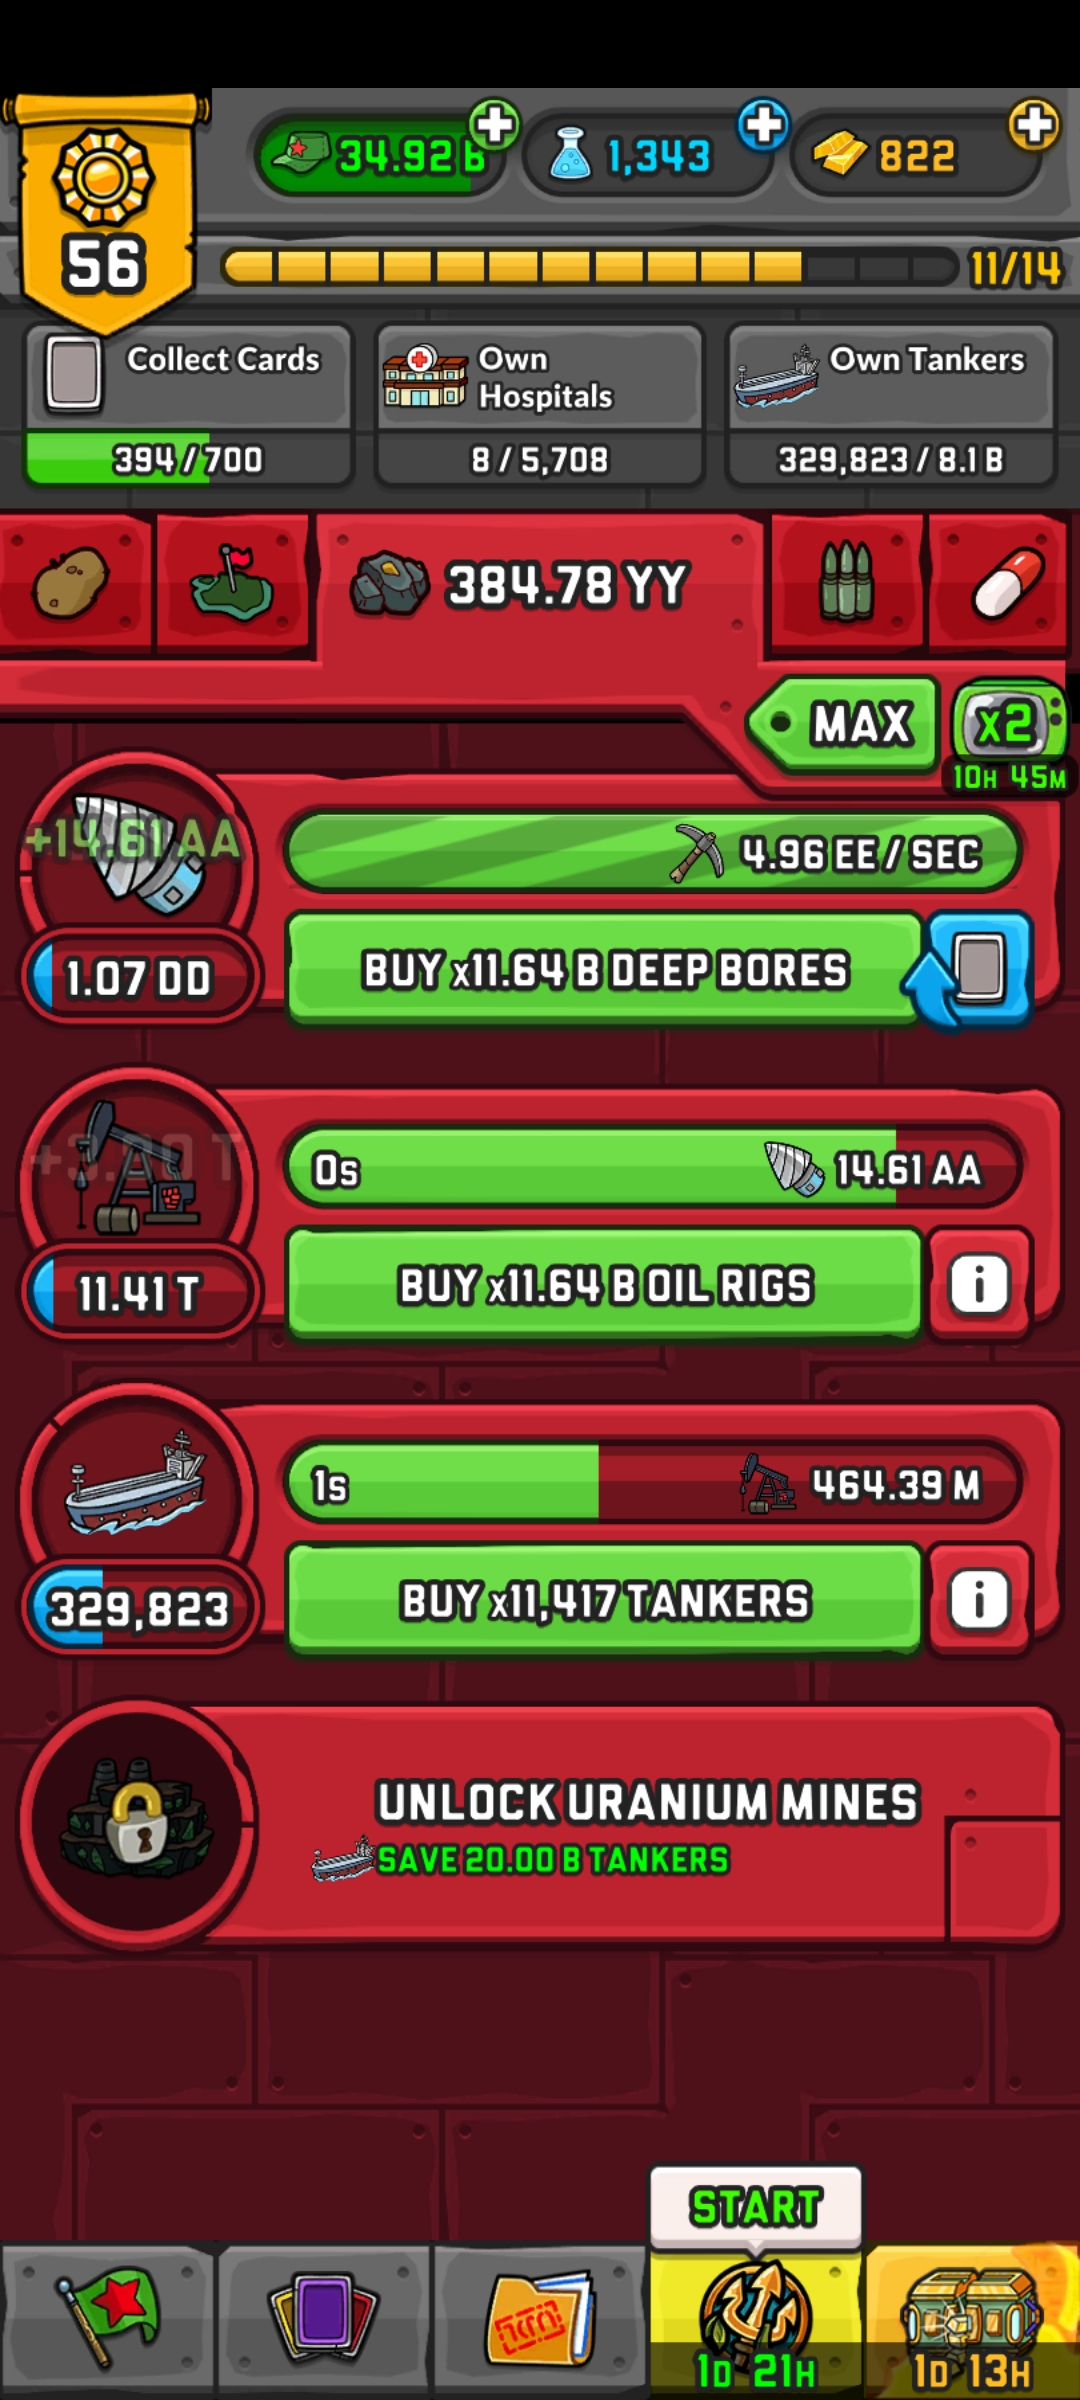 34.92 B
1,343
822
56
11/14
Collect Cards
394/700
Own
Hospitals
8/5,708
Own Tankers
329,823/8.1 B
384.78 YY
MAX
x2
10H 45M
+14.61 AA
4.96 EE/SEC
1.07 DD
BUY x11.64 B DEEP BORES
0s
14.61 AA
11.41 T
BUY x11.64 B OIL RIGS
i
1s
464.39 M
329,823
BUY x11,417 TANKERS
i
UNLOCK URANIUM MINES
SAVE 20.00 B TANKERS
START
1D 21H
1D 13H